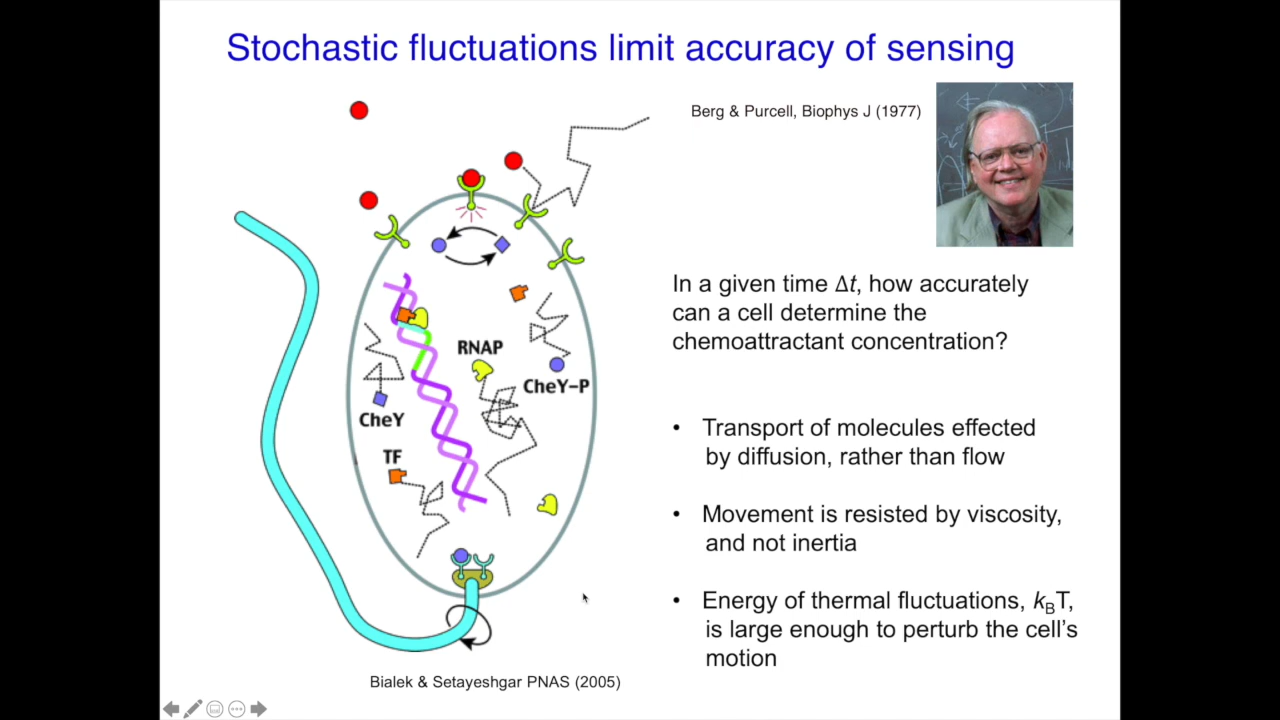 Stochastic fluctuations limit accuracy of sensing
Berg & Purcell, Biophys J (1977)
In a given time Δt, how accurately
can a cell determine the
chemoattractant concentration?
• Transport of molecules effected
by diffusion, rather than flow
• Movement is resisted by viscosity,
and not inertia
• Energy of thermal fluctuations, kBT,
is large enough to perturb the cell's
motion
RNAP
CheY–P
CheY
TF
Bialek & Setayeshgar PNAS (2005)